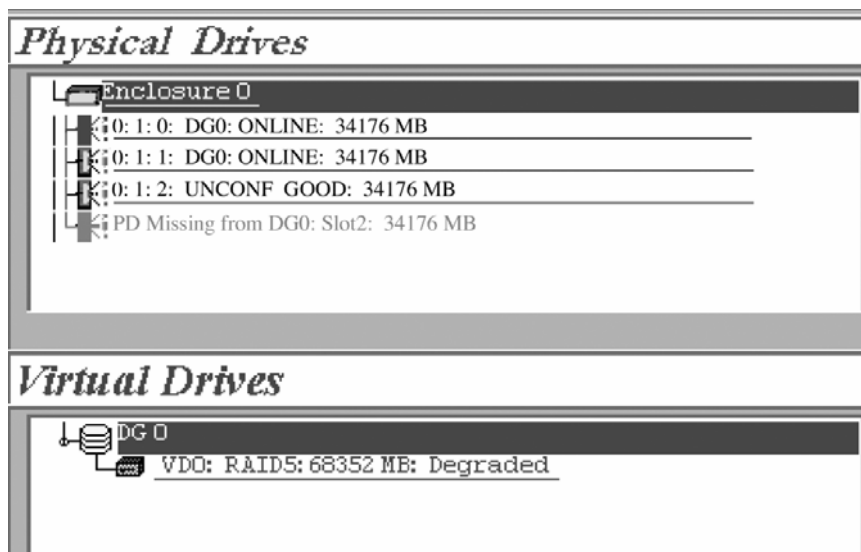 Physical Drives
Enclosure 0
0: 1: 0: DG0: ONLINE: 34176 MB
0: 1: 1: DG0: ONLINE: 34176 MB
0: 1: 2: UNCONF GOOD: 34176 MB
PD Missing from DG0: Slot2: 34176 MB
Virtual Drives
DG 0
VD0: RAID5: 68352 MB: Degraded